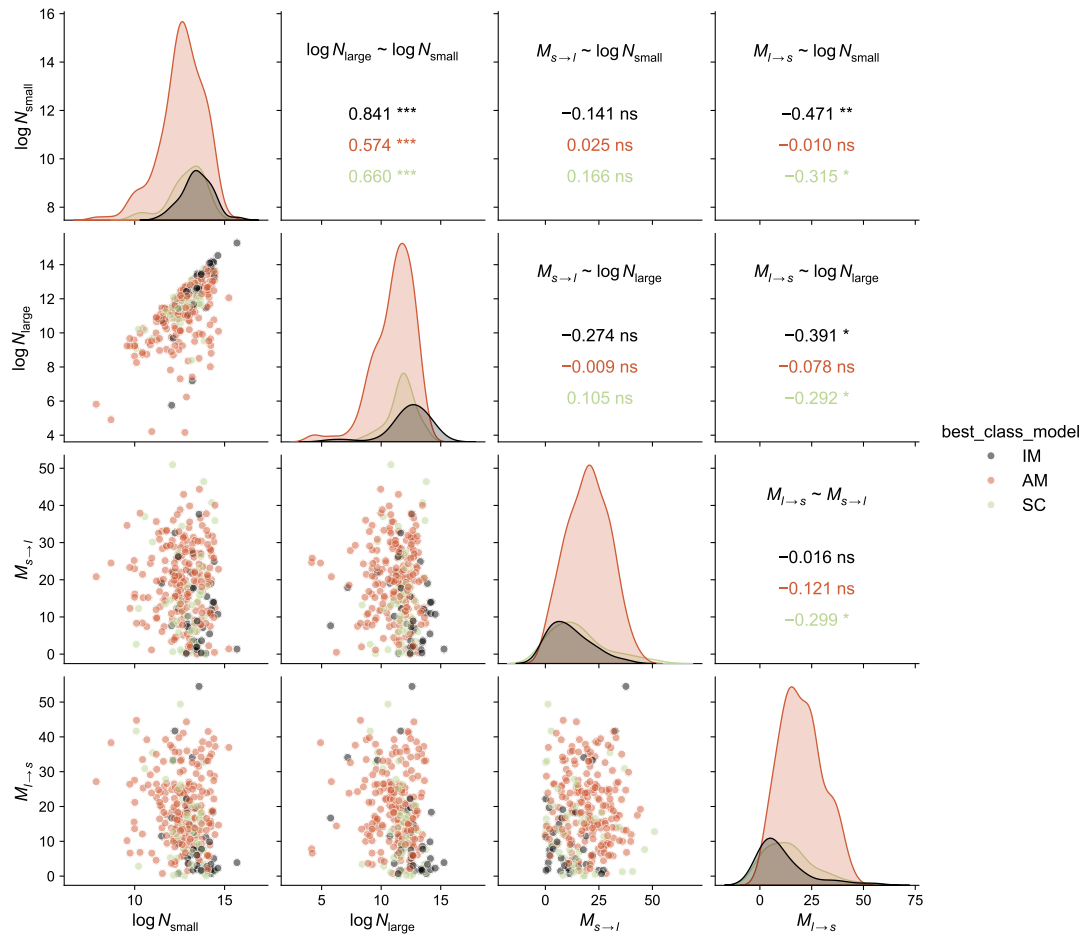 16
14
12
10
8
log N_small
10
15
log N_large ~ log N_small
0.841 ***
0.574 ***
0.660 ***
M_s→l ~ log N_small
−0.141 ns
0.025 ns
0.166 ns
M_l→s ~ log N_small
−0.471 **
−0.010 ns
−0.315 *
14
12
10
8
6
4
log N_large
M_s→l ~ log N_large
−0.274 ns
−0.009 ns
0.105 ns
M_l→s ~ log N_large
−0.391 *
−0.078 ns
−0.292 *
best_class_model
IM
AM
SC
50
40
30
20
10
0
M_s→l
M_l→s ~ M_s→l
−0.016 ns
−0.121 ns
−0.299 *
50
40
30
20
10
0
M_l→s
10 15
5 10 15
0 25 50
0 25 50 75
log N_small
log N_large
M_s→l
M_l→s